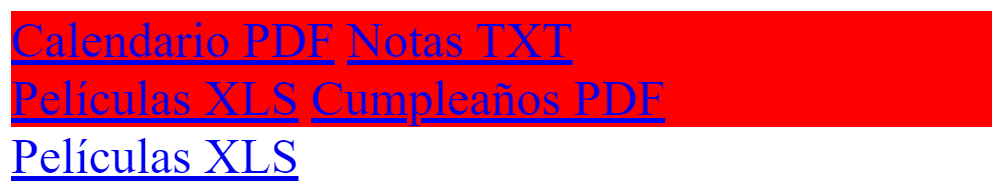 Calendario PDF Notas TXT
Películas XLS Cumpleaños PDF
Películas XLS